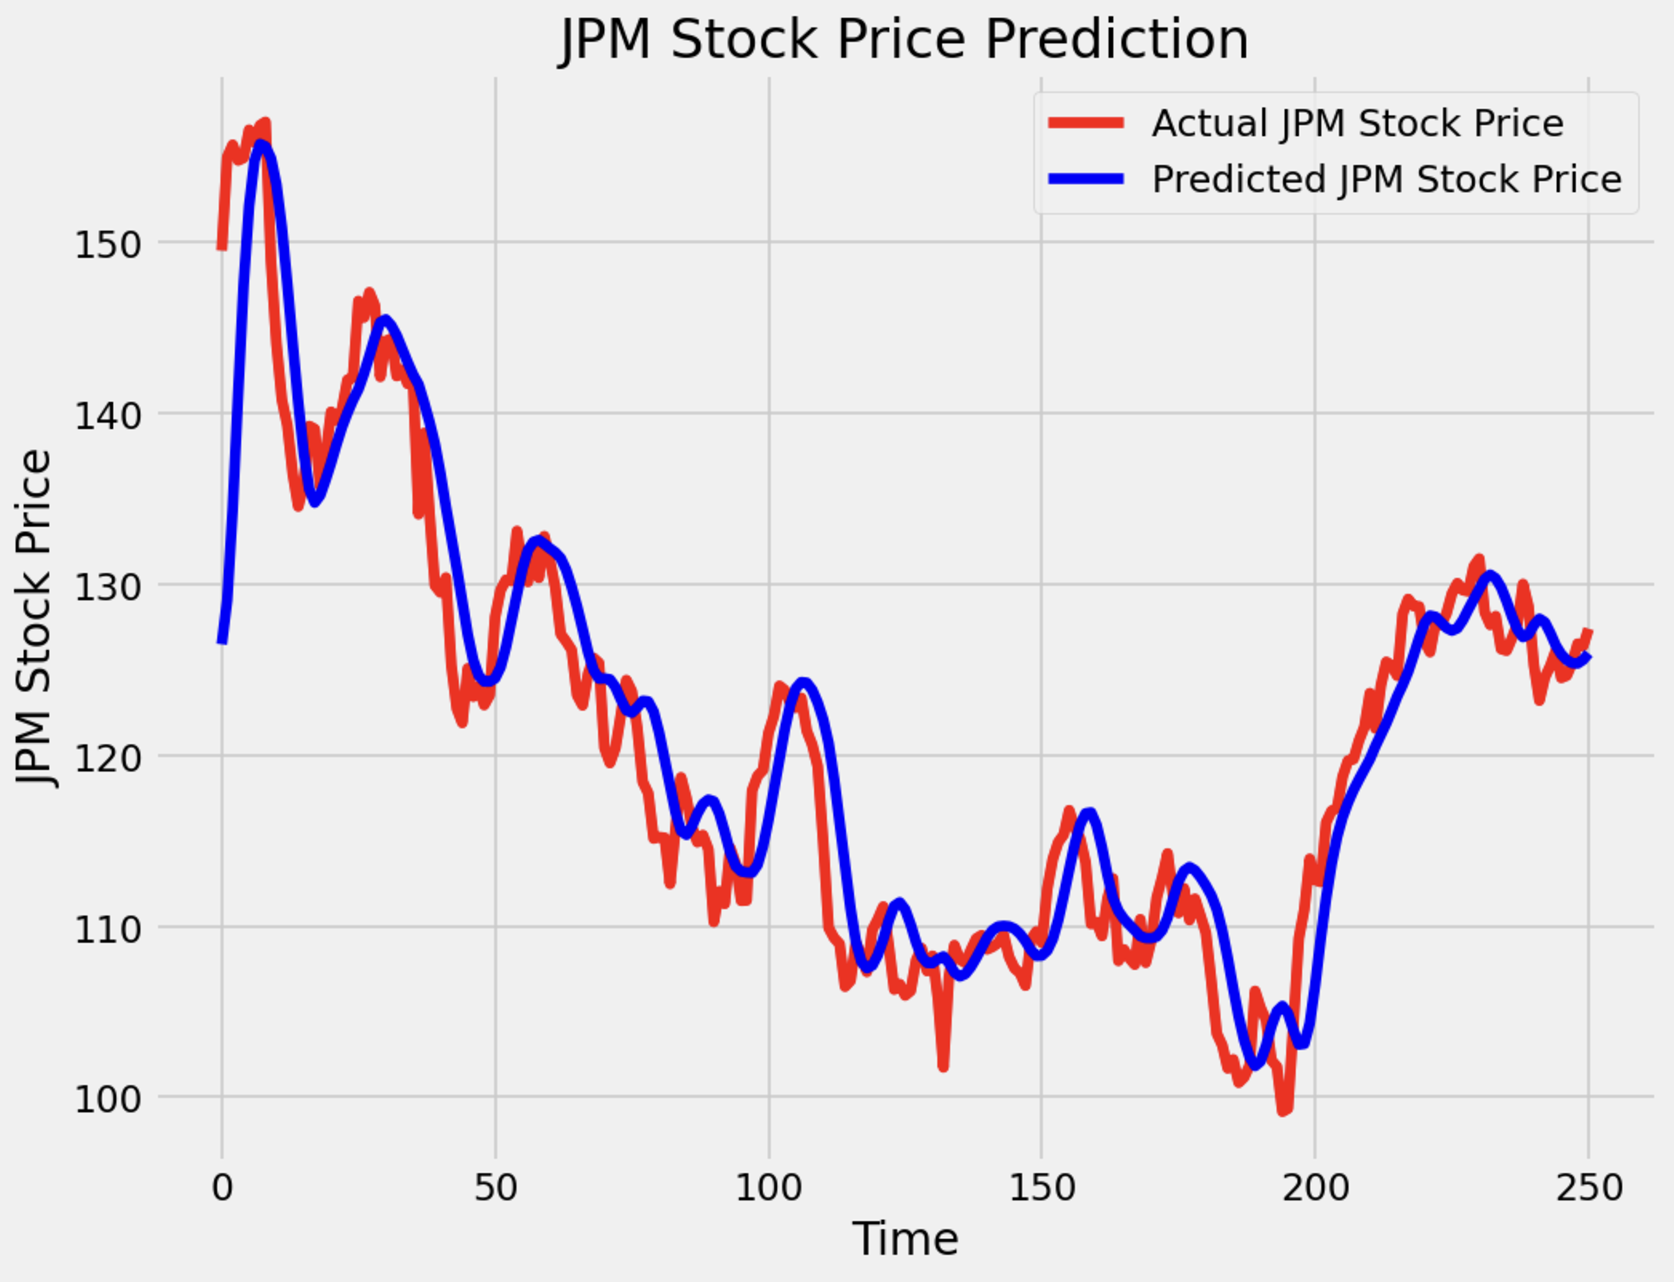 JPM Stock Price Prediction
Actual JPM Stock Price
Predicted JPM Stock Price
JPM Stock Price
150
140
130
120
110
100
0 50 100 150 200 250
Time